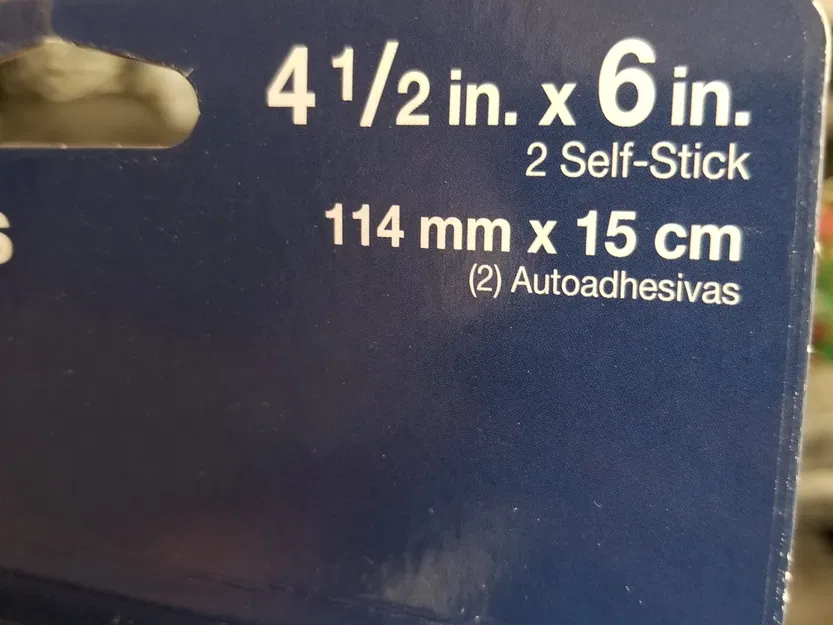 4 1/2 in. x 6 in.
2 Self-Stick
114 mm x 15 cm
(2) Autoadhesivas